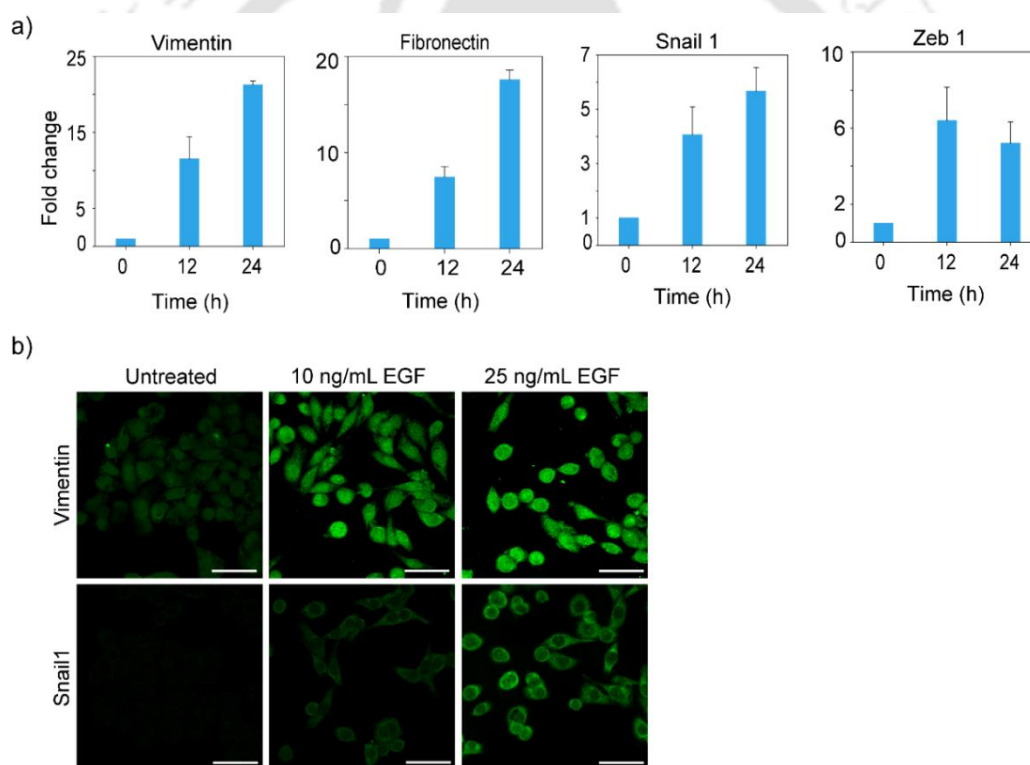 a)
Vimentin
Fibronectin
Snail 1
Zeb 1
Fold change
25
15
5
0
0 12 24
Time (h)
20
10
0
0 12 24
Time (h)
7
5
3
1
0
0 12 24
Time (h)
10
6
2
0
0 12 24
Time (h)
b)
Untreated
10 ng/mL EGF
25 ng/mL EGF
Vimentin
Snail1